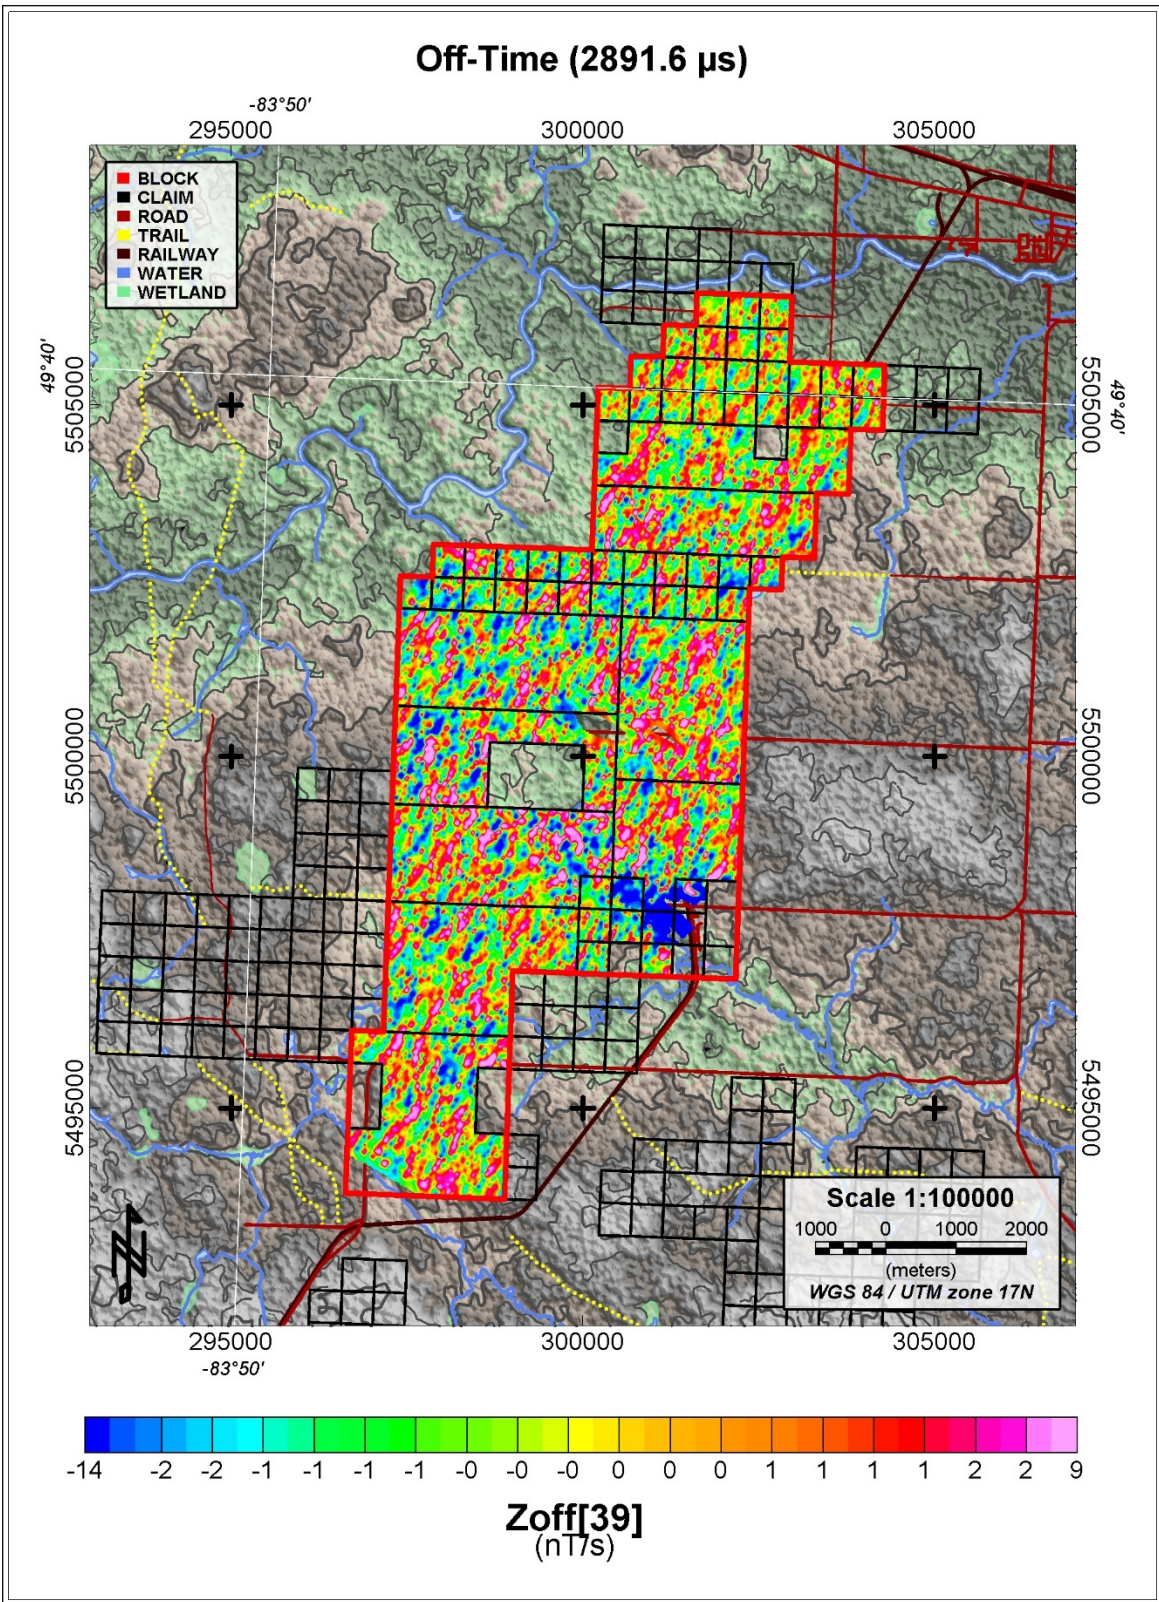 Off-Time (2891.6 µs)
-83°50'
295000 300000 305000
BLOCK
CLAIM
ROAD
TRAIL
RAILWAY
WATER
WETLAND
49°40'
5505000
5505000
49°40'
5500000
5500000
5495000
5495000
Scale 1:100000
1000 0 1000 2000
(meters)
WGS 84 / UTM zone 17N
295000 300000 305000
-83°50'
-14 -2 -2 -1 -1 -1 -1 -0 -0 -0 0 0 0 1 1 1 1 2 2 9
Zoff[39]
(nT/s)